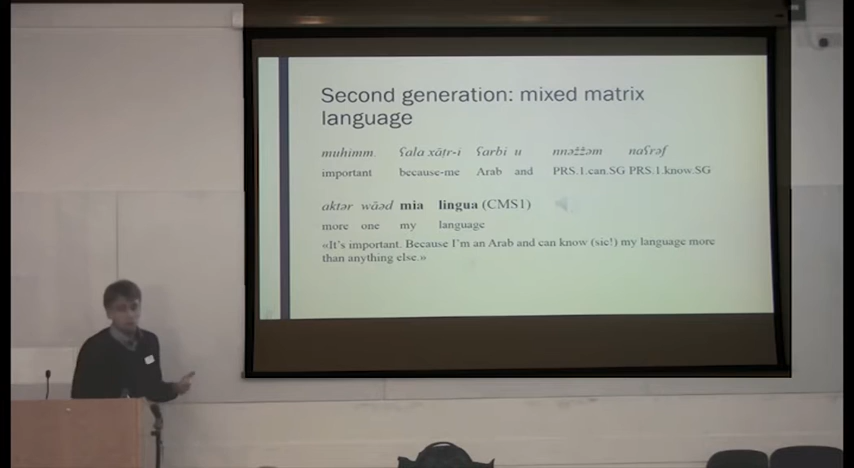 Second generation: mixed matrix
language
muhimm ʕala xāṭr-i ʕarbi u nnəžžəm naʕrəf
important because-me Arab and PRS.1.can.SG PRS.1.know.SG
aktər wāəd mia lingua (CMS1)
more one my language
«It's important. Because I'm an Arab and can know (sic!) my language more
than anything else.»